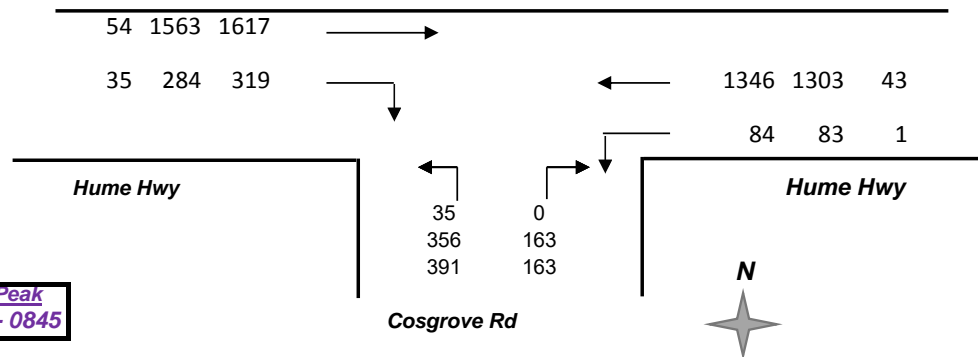 54 1563 1617
35 284 319
1346 1303 43
84 83 1
Hume Hwy
Hume Hwy
35 0
356 163
391 163
N
Peak
- 0845
Cosgrove Rd